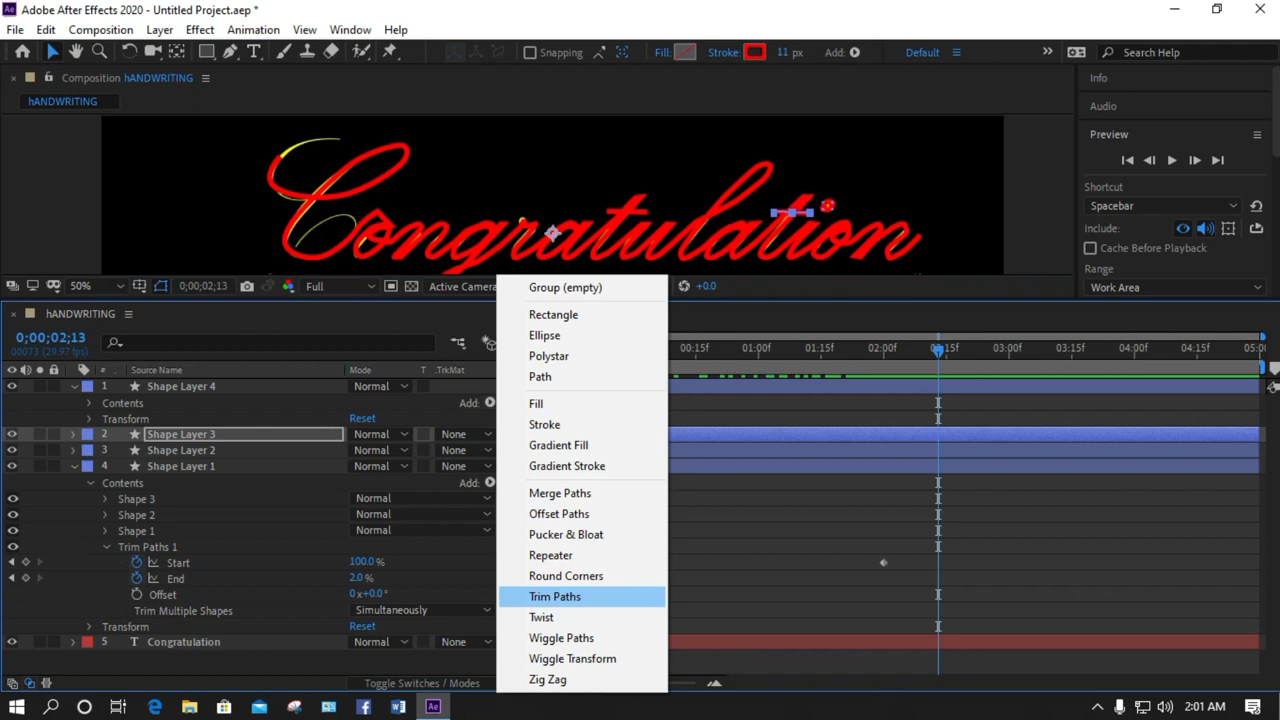 Adobe After Effects 2020 - Untitled Project.aep *
File Edit Composition Layer Effect Animation View Window Help
Snapping Fill: Stroke: 11 px Add: Default Search Help
Composition hANDWRITING
hANDWRITING
Congratulation
50% 0;00;02;13 Full Active Camera +0.0
Info
Audio
Preview
Shortcut
Spacebar
Include:
Cache Before Playback
Range
Work Area
hANDWRITING
0;00;02;13
00073 (29.97 fps)
00:15f 01:00f 01:15f 02:00f 02:15f 03:00f 03:15f 04:00f 04:15f 05:00f
# Source Name Mode T TrkMat
1 Shape Layer 4 Normal
Contents Add:
Transform Reset
2 Shape Layer 3 Normal None
3 Shape Layer 2 Normal None
4 Shape Layer 1 Normal None
Contents Add:
Shape 3 Normal
Shape 2 Normal
Shape 1 Normal
Trim Paths 1
Start 100.0%
End 2.0%
Offset 0x+0.0°
Trim Multiple Shapes Simultaneously
Transform Reset
5 T Congratulation Normal None
Toggle Switches / Modes
Group (empty)
Rectangle
Ellipse
Polystar
Path
Fill
Stroke
Gradient Fill
Gradient Stroke
Merge Paths
Offset Paths
Pucker & Bloat
Repeater
Round Corners
Trim Paths
Twist
Wiggle Paths
Wiggle Transform
Zig Zag
2:01 AM